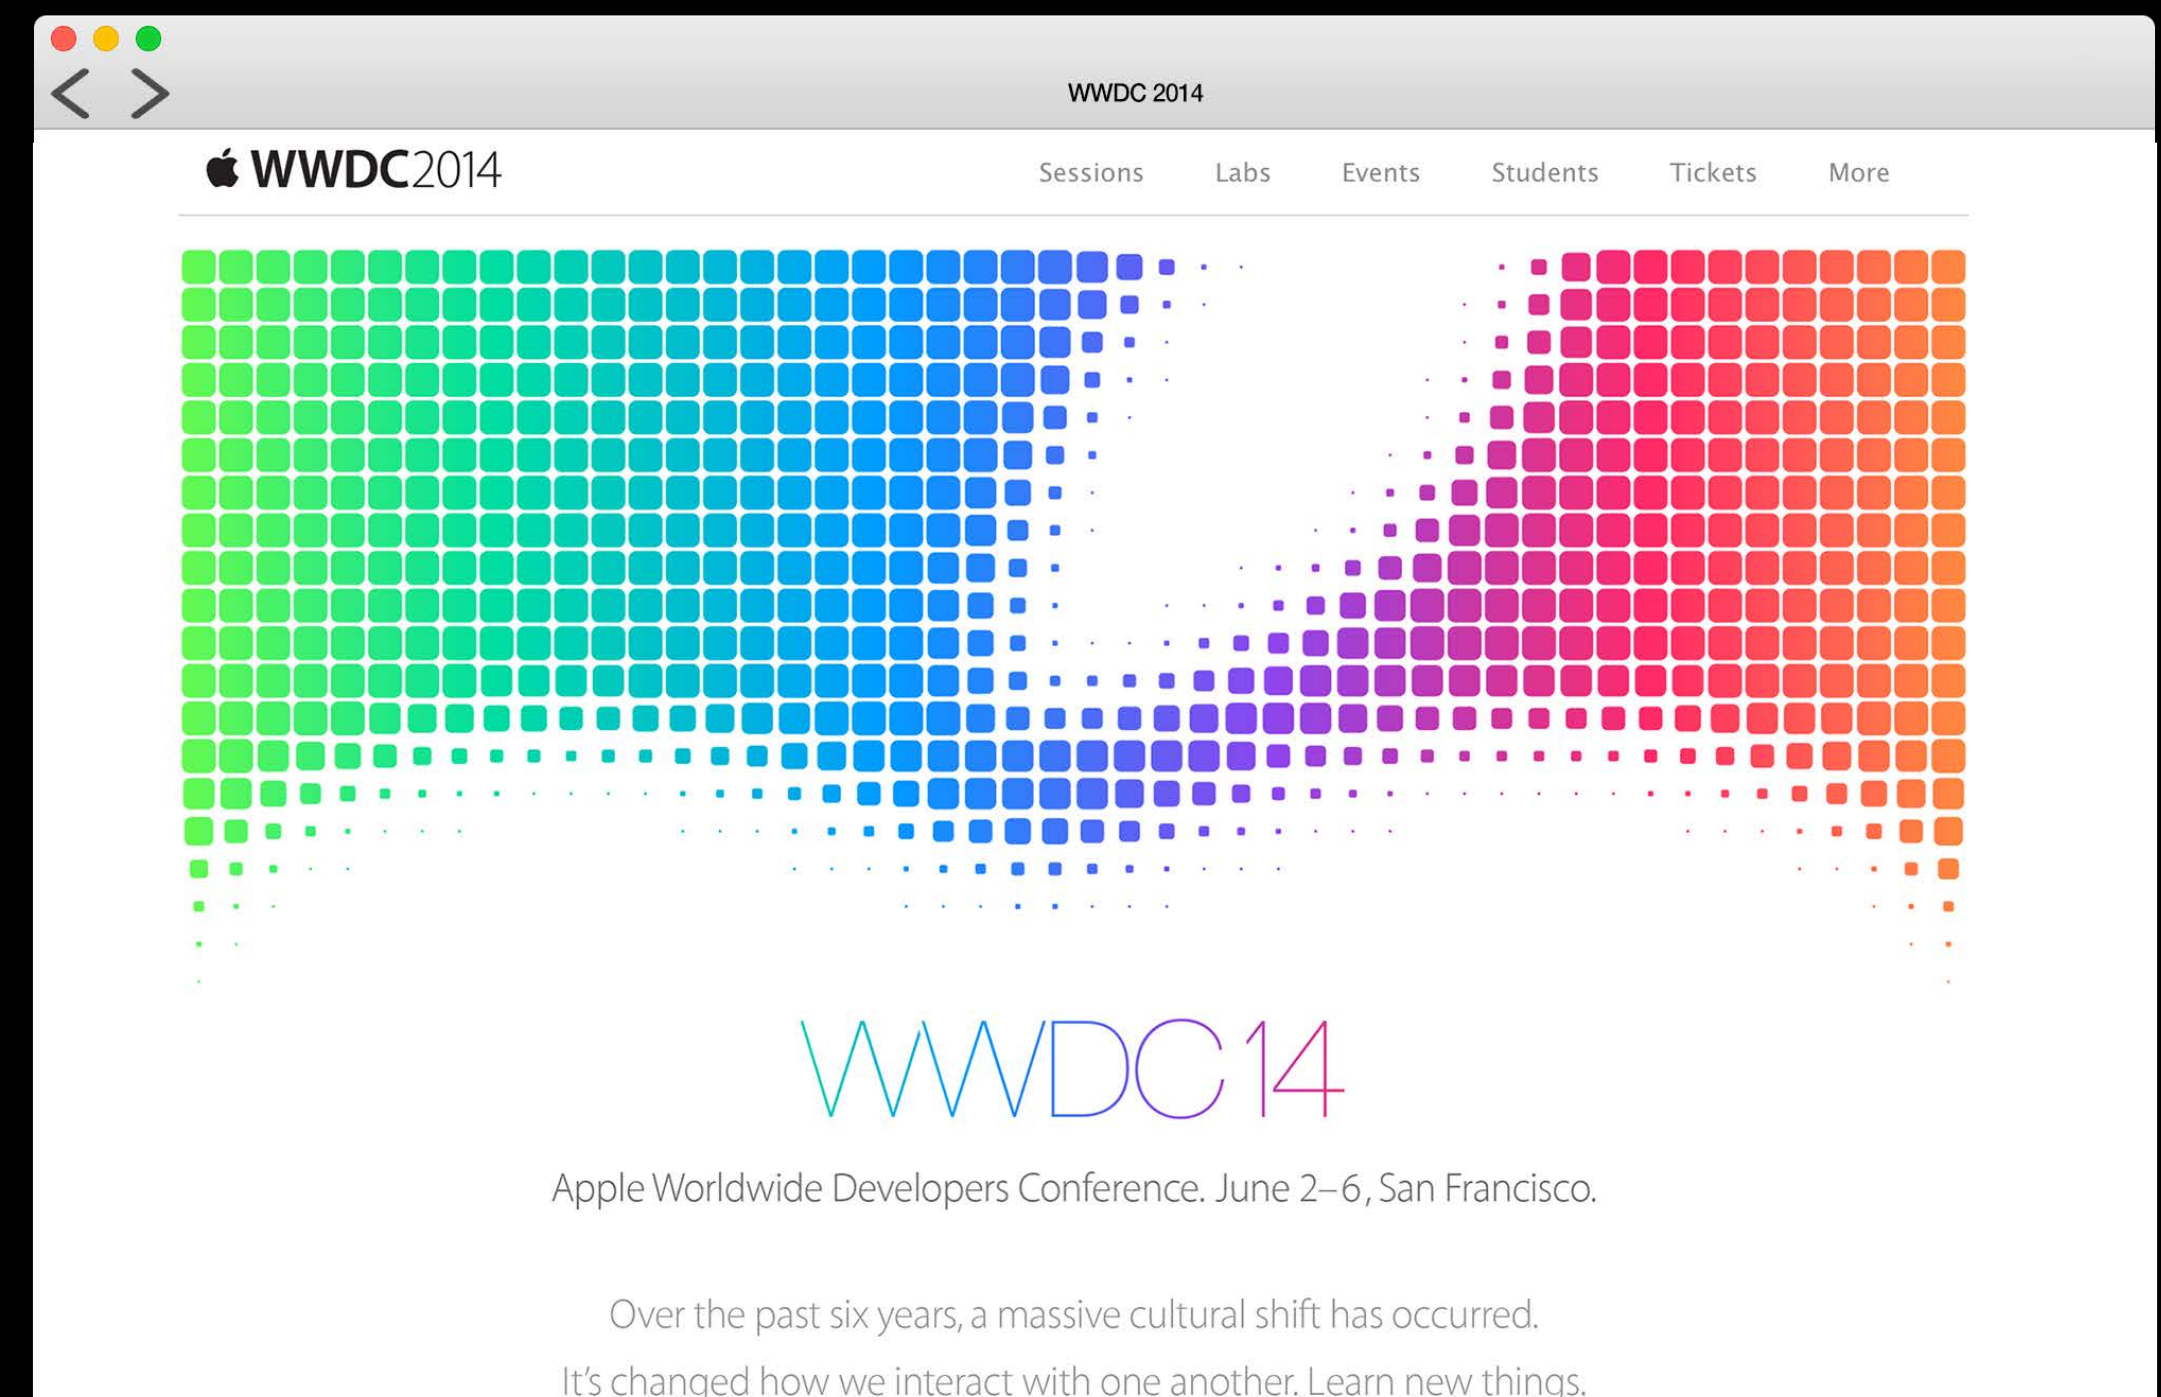 WWDC 2014
WWDC2014
Sessions Labs Events Students Tickets More
WWDC14
Apple Worldwide Developers Conference. June 2–6, San Francisco.
Over the past six years, a massive cultural shift has occurred.
It's changed how we interact with one another. Learn new things.